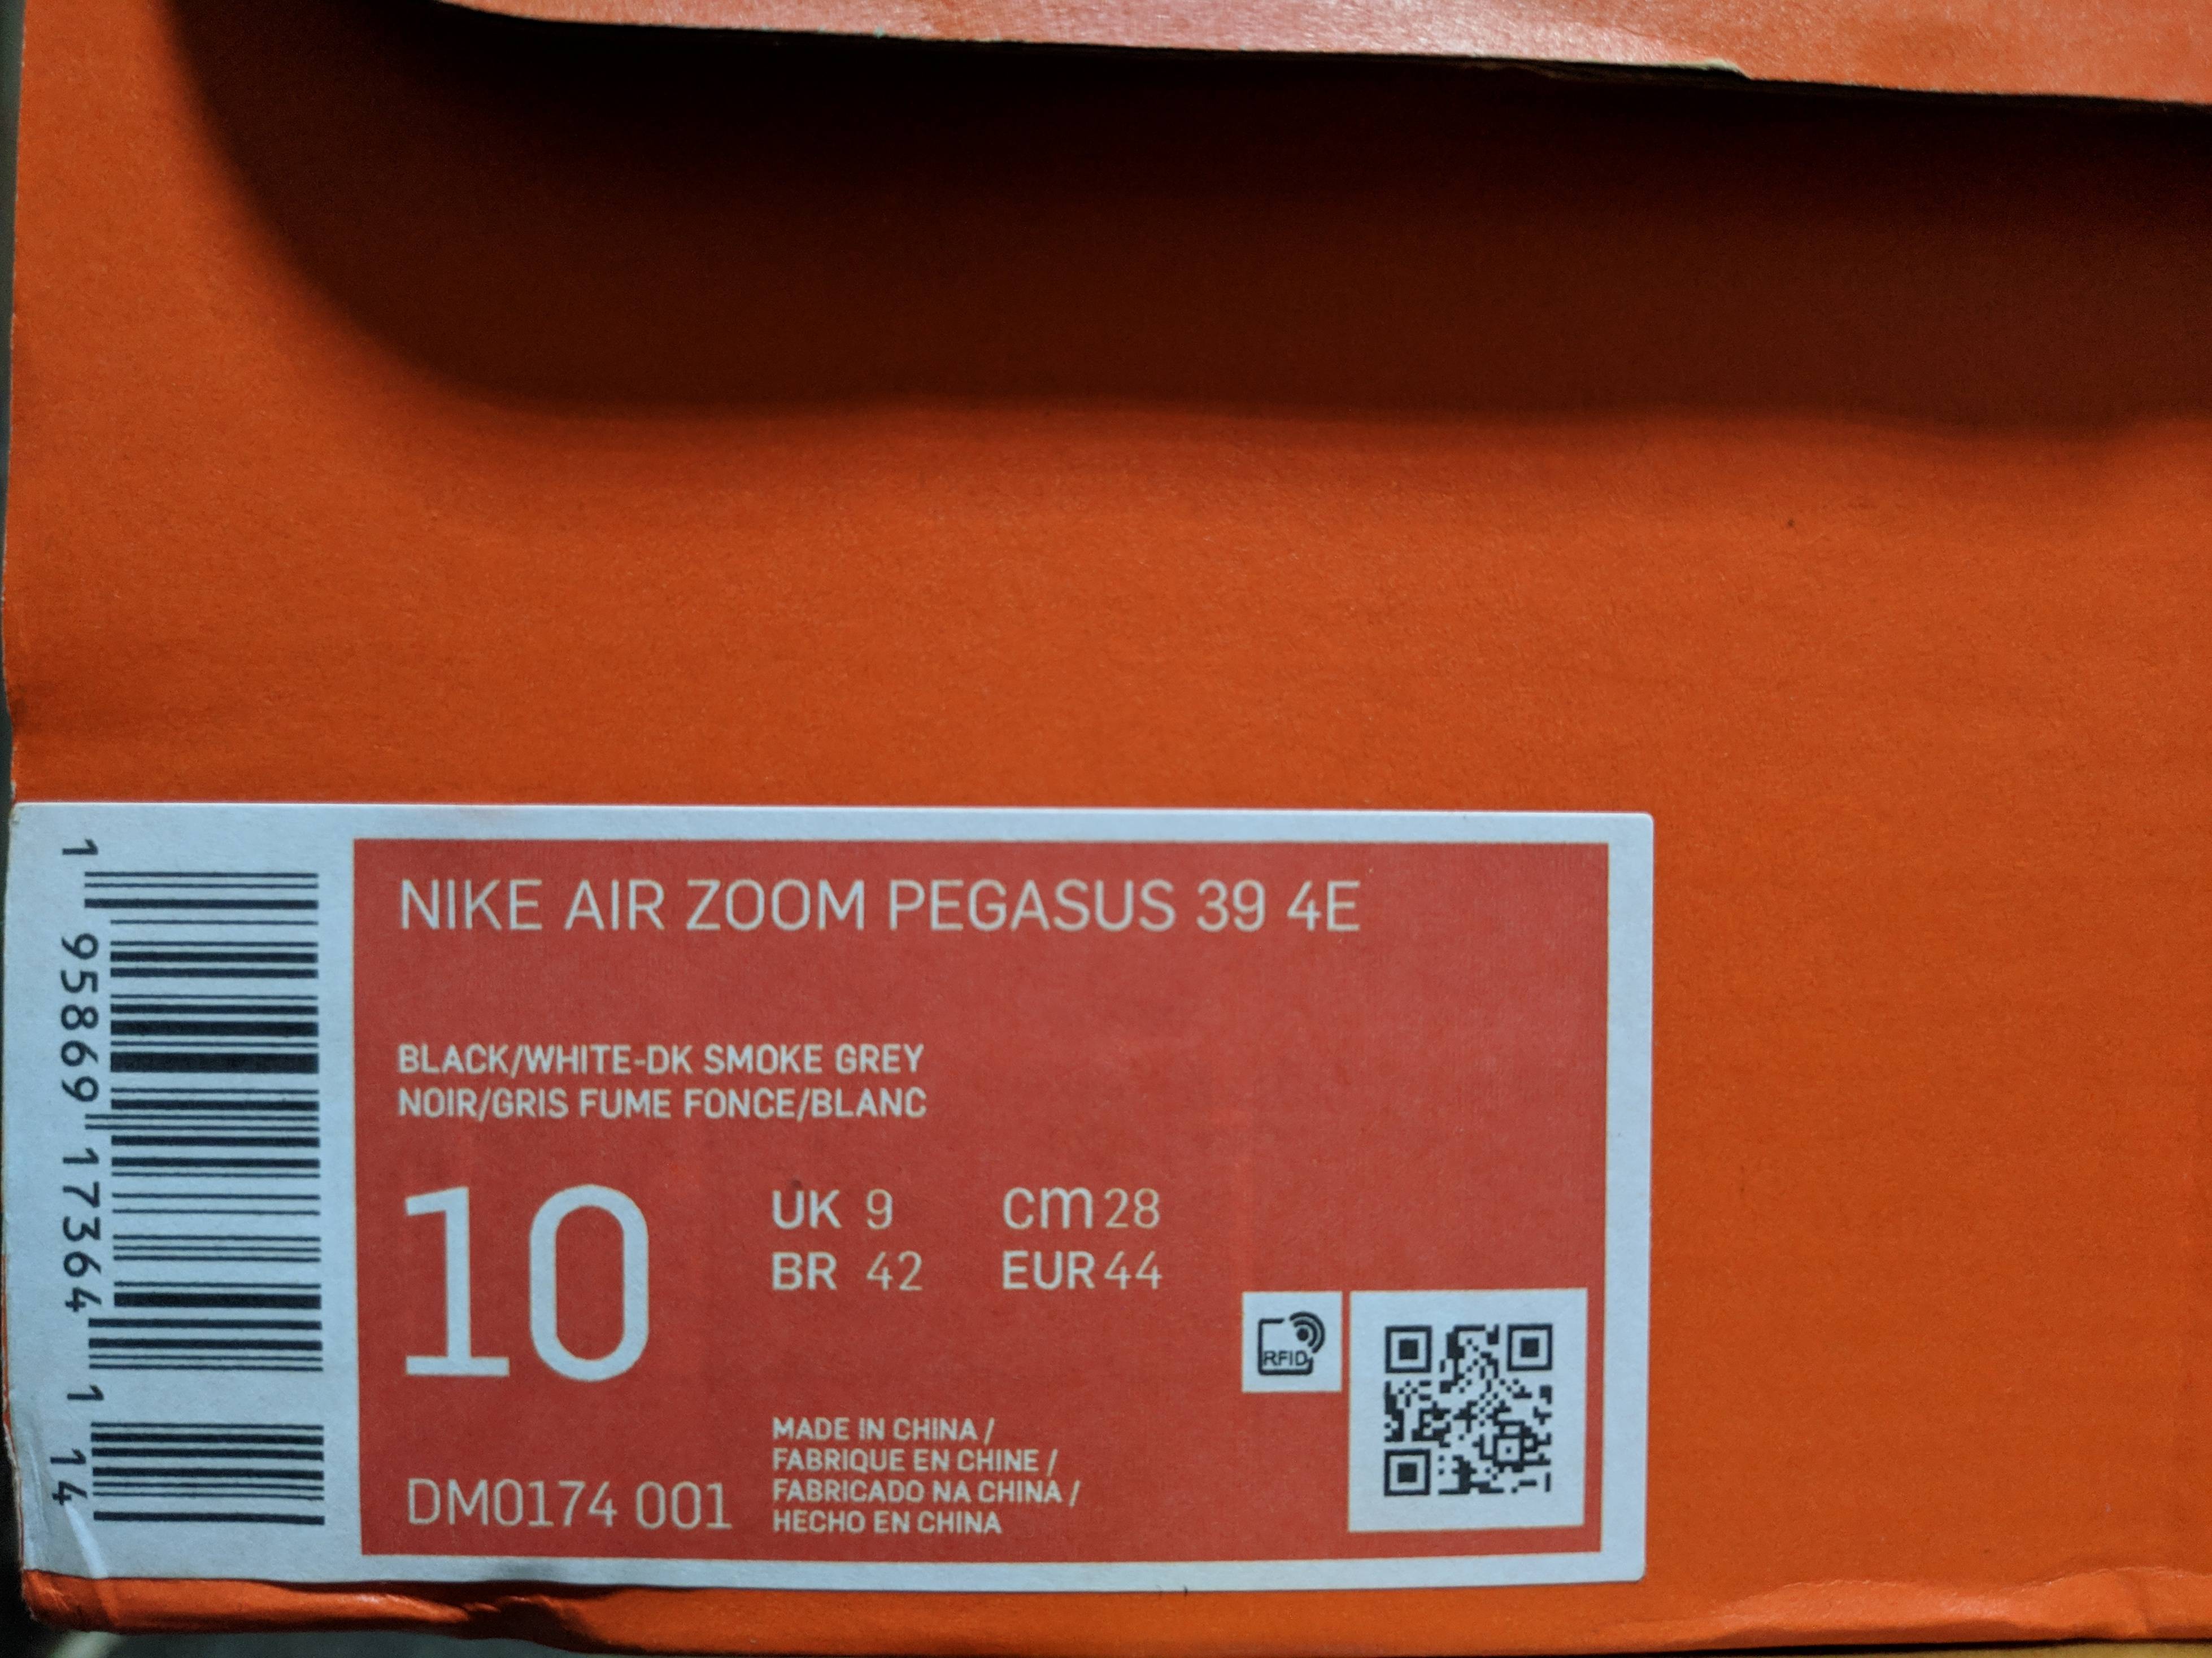 NIKE AIR ZOOM PEGASUS 39 4E
BLACK/WHITE-DK SMOKE GREY
NOIR/GRIS FUME FONCE/BLANC
10
UK 9 cm 28
BR 42 EUR 44
RFID
MADE IN CHINA /
FABRIQUE EN CHINE /
FABRICADO NA CHINA /
HECHO EN CHINA
DM0174 001
1 95869 17364 1 14